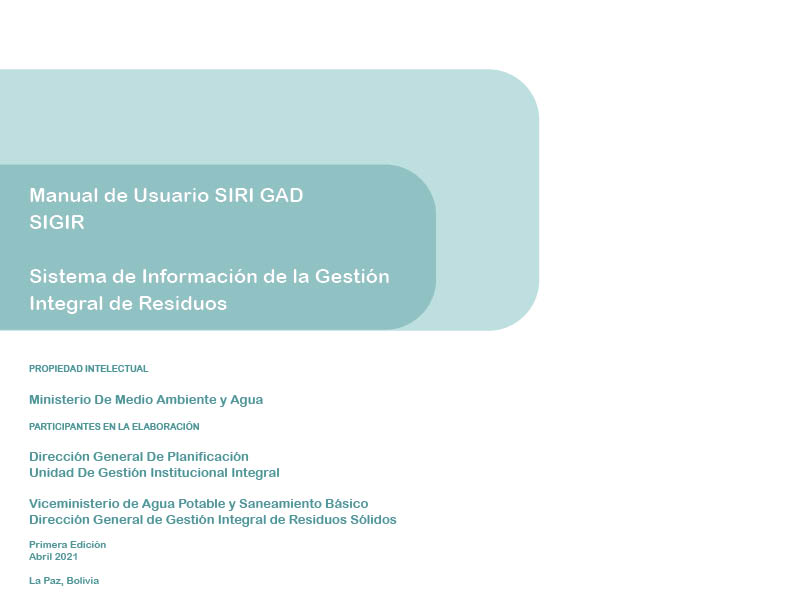 Manual de Usuario SIRI GAD
SIGIR
Sistema de Información de la Gestión
Integral de Residuos
PROPIEDAD INTELECTUAL
Ministerio De Medio Ambiente y Agua
PARTICIPANTES EN LA ELABORACIÓN
Dirección General De Planificación
Unidad De Gestión Institucional Integral
Viceministerio de Agua Potable y Saneamiento Básico
Dirección General de Gestión Integral de Residuos Sólidos
Primera Edición
Abril 2021
La Paz, Bolivia